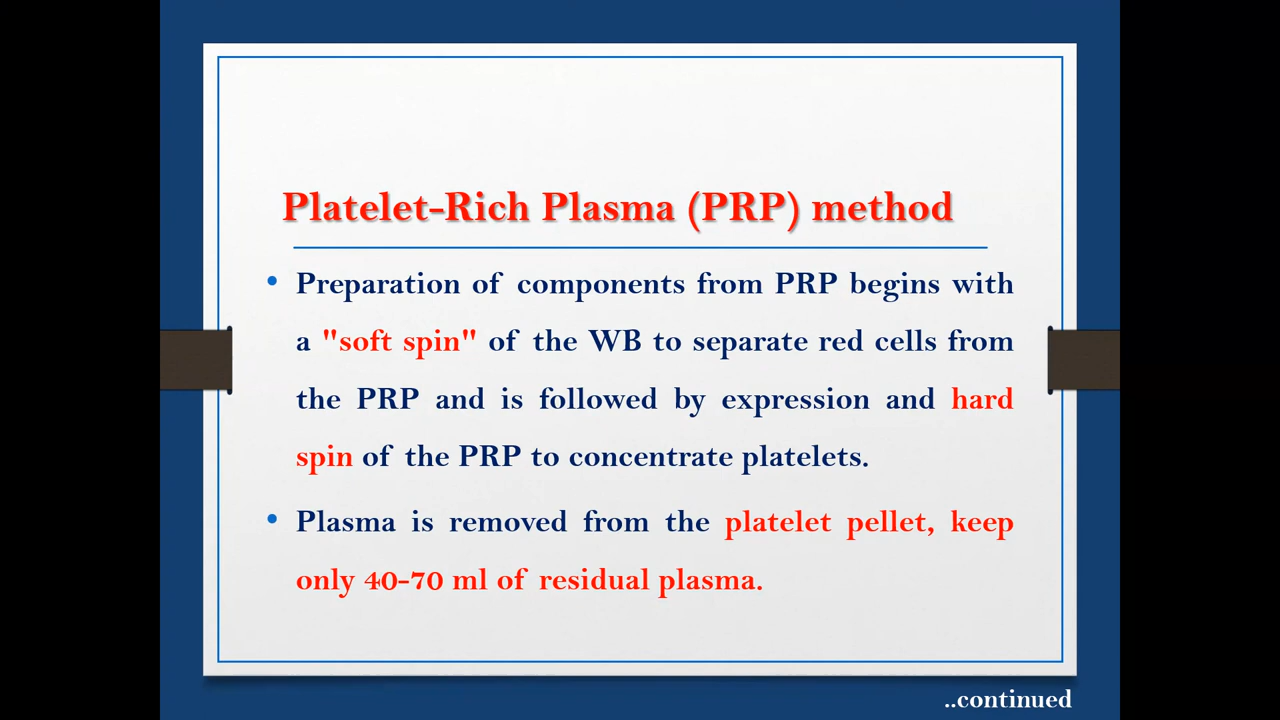 Platelet-Rich Plasma (PRP) method
• Preparation of components from PRP begins with
a "soft spin" of the WB to separate red cells from
the PRP and is followed by expression and hard
spin of the PRP to concentrate platelets.
• Plasma is removed from the platelet pellet, keep
only 40-70 ml of residual plasma.
..continued